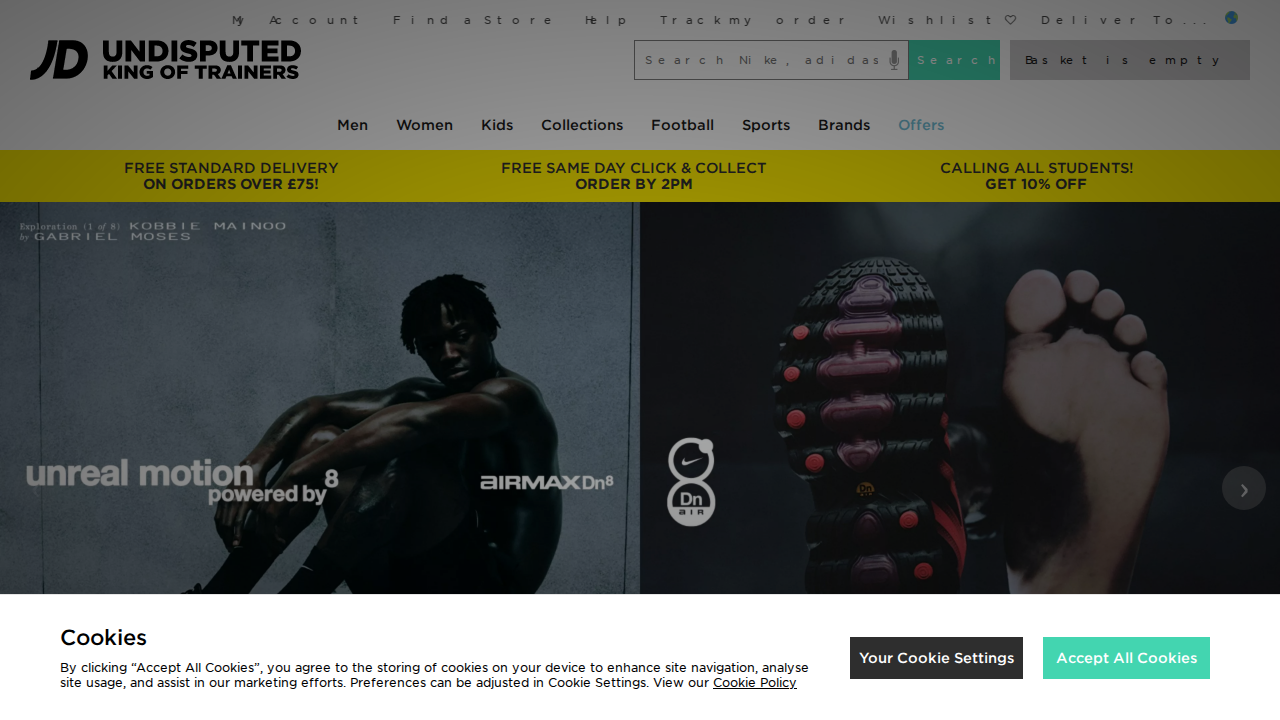 My Account Find a Store Help Track my order Wishlist Deliver To...
JD UNDISPUTED
KING OF TRAINERS
Search Nike, adidas
Search
Basket is empty
Men Women Kids Collections Football Sports Brands Offers
FREE STANDARD DELIVERY
ON ORDERS OVER £75!
FREE SAME DAY CLICK & COLLECT
ORDER BY 2PM
CALLING ALL STUDENTS!
GET 10% OFF
Exploration (1 of 8) KOBBIE MAINOO
by GABRIEL MOSES
unreal motion
powered by 8
AIRMAX Dn8
Dn
AIR
Dn
AIR
Cookies
By clicking “Accept All Cookies”, you agree to the storing of cookies on your device to enhance site navigation, analyse
site usage, and assist in our marketing efforts. Preferences can be adjusted in Cookie Settings. View our Cookie Policy
Your Cookie Settings
Accept All Cookies